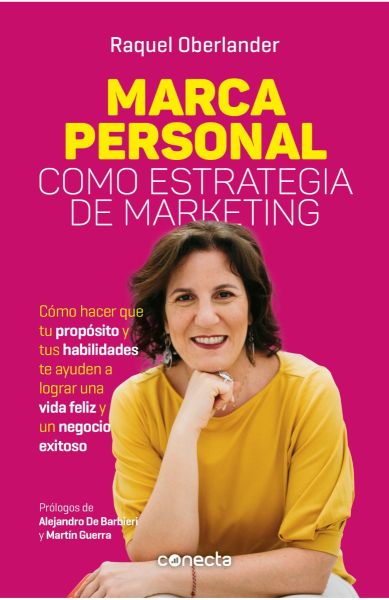 Raquel Oberlander
MARCA
PERSONAL
COMO ESTRATEGIA
DE MARKETING
Cómo hacer que
tu propósito y
tus habilidades
te ayuden a
lograr una
vida feliz y
un negocio
exitoso
Prólogos de
Alejandro De Barbieri
y Martín Guerra
conecta